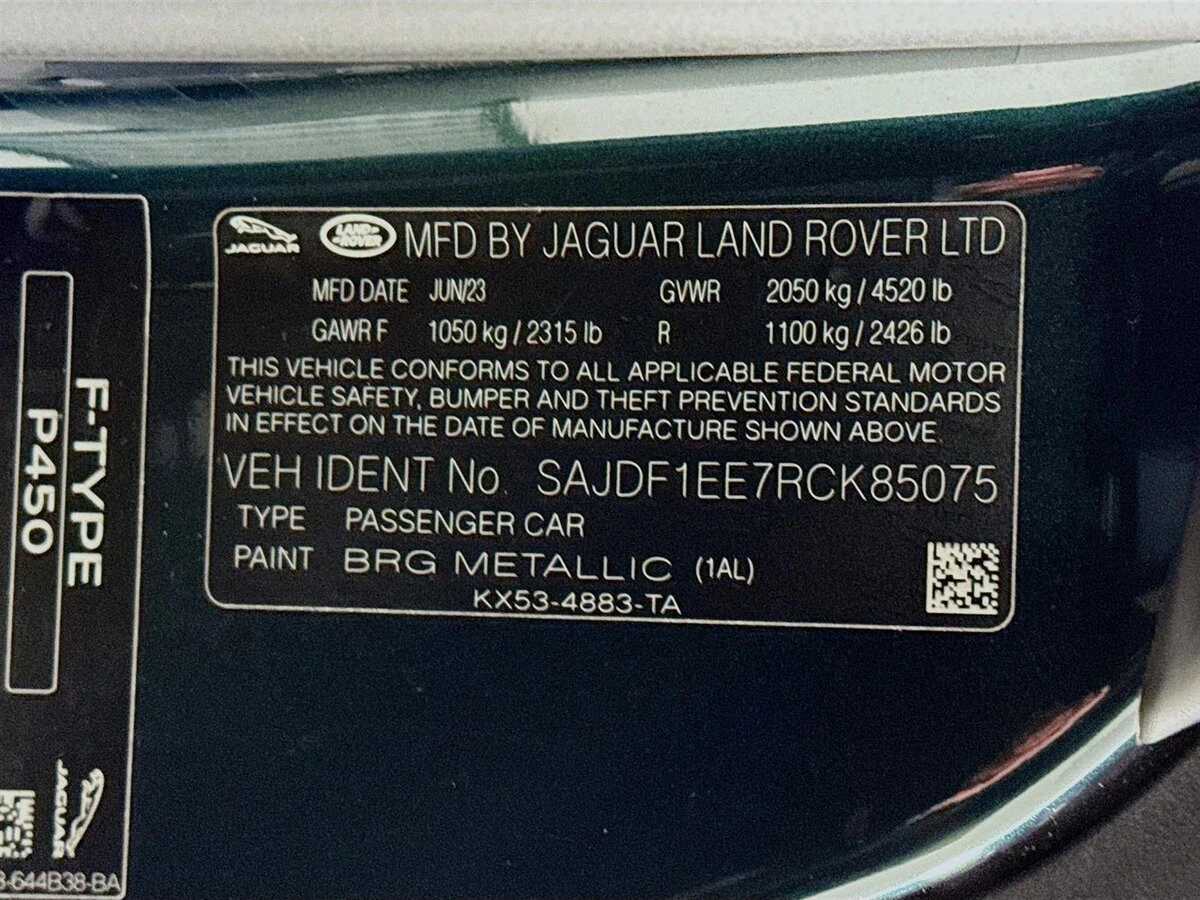 JAGUAR LAND ROVER MFD BY JAGUAR LAND ROVER LTD
MFD DATE JUN/23 GVWR 2050 kg / 4520 lb
GAWR F 1050 kg / 2315 lb R 1100 kg / 2426 lb
THIS VEHICLE CONFORMS TO ALL APPLICABLE FEDERAL MOTOR
VEHICLE SAFETY, BUMPER AND THEFT PREVENTION STANDARDS
IN EFFECT ON THE DATE OF MANUFACTURE SHOWN ABOVE.
VEH IDENT No. SAJDF1EE7RCK85075
TYPE PASSENGER CAR
PAINT BRG METALLIC (1AL)
KX53-4883-TA
F-TYPE
P450
JAGUAR
-644B38-BA